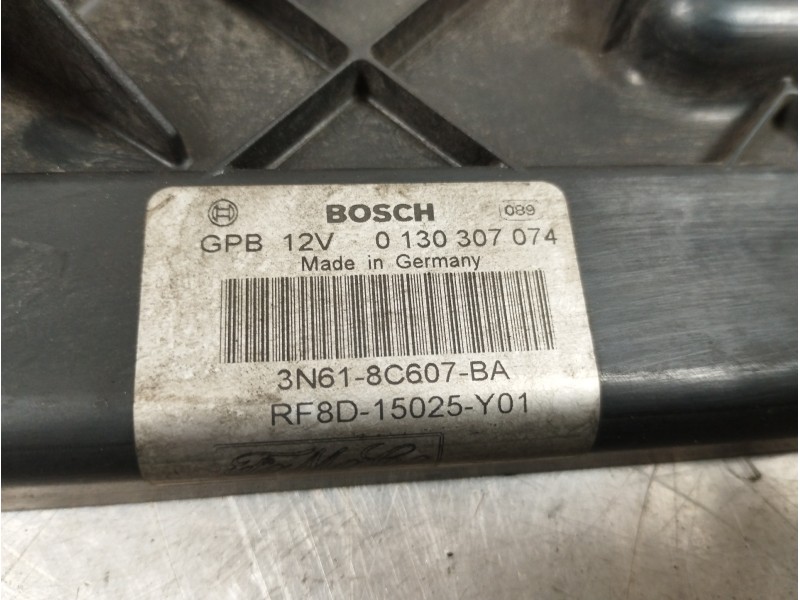 BOSCH 089
GPB 12V 0 130 307 074
Made in Germany
3N61-8C607-BA
RF8D-15025-Y01